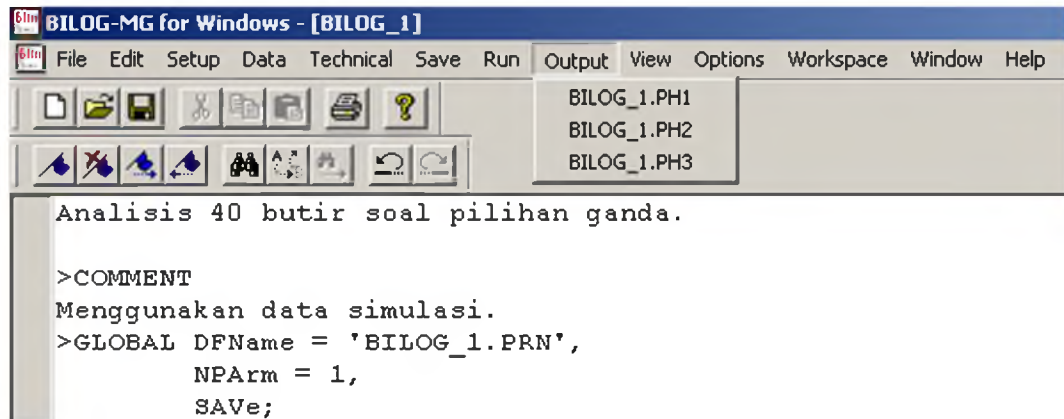 BILOG-MG for Windows - [BILOG_1]
File Edit Setup Data Technical Save Run Output View Options Workspace Window Help
BILOG_1.PH1
BILOG_1.PH2
BILOG_1.PH3
Analisis 40 butir soal pilihan ganda.
>COMMENT
Menggunakan data simulasi.
>GLOBAL DFName = 'BILOG_1.PRN',
NPArm = 1,
SAVe;